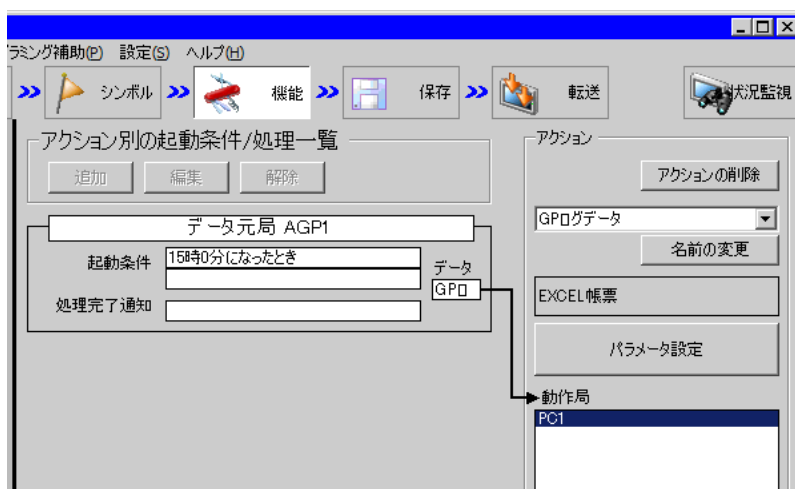 ラミング補助(P) 設定(S) ヘルプ(H)
シンボル 機能 保存 転送 状況監視
アクション別の起動条件/処理一覧
追加 編集 解除
データ元局 AGP1
起動条件 15時0分になったとき
処理完了通知
データ
GPロ
アクション
アクションの削除
GPログデータ
名前の変更
EXCEL帳票
パラメータ設定
動作局
PC1